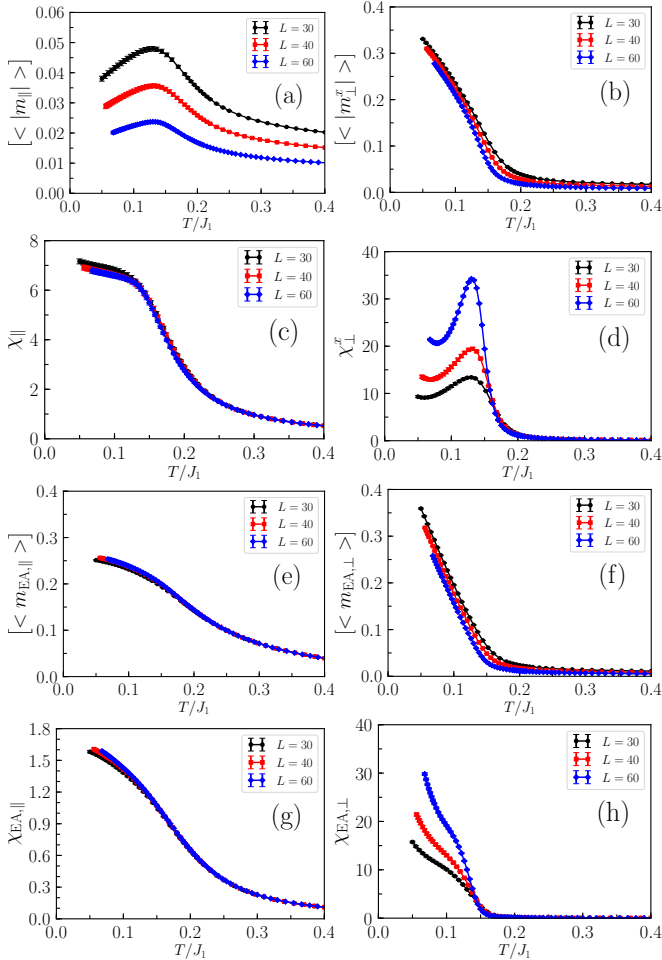 [< |m∥| >]
0.06
0.05
0.04
0.03
0.02
0.01
0.00
0.0 0.1 0.2 0.3 0.4
T/J₁
L = 30
L = 40
L = 60
(a)
[< |m⊥ˣ| >]
0.4
0.3
0.2
0.1
0.0
0.0 0.1 0.2 0.3 0.4
T/J₁
L = 30
L = 40
L = 60
(b)
χ∥
8
6
4
2
0
0.0 0.1 0.2 0.3 0.4
T/J₁
L = 30
L = 40
L = 60
(c)
χ⊥ˣ
40
30
20
10
0
0.0 0.1 0.2 0.3 0.4
T/J₁
L = 30
L = 40
L = 60
(d)
[< m_EA,∥ >]
0.4
0.3
0.2
0.1
0.0
0.0 0.1 0.2 0.3 0.4
T/J₁
L = 30
L = 40
L = 60
(e)
[< m_EA,⊥ >]
0.4
0.3
0.2
0.1
0.0
0.0 0.1 0.2 0.3 0.4
T/J₁
L = 30
L = 40
L = 60
(f)
χ_EA,∥
1.8
1.5
1.2
0.9
0.6
0.3
0.0
0.0 0.1 0.2 0.3 0.4
T/J₁
L = 30
L = 40
L = 60
(g)
χ_EA,⊥
40
30
20
10
0
0.0 0.1 0.2 0.3 0.4
T/J₁
L = 30
L = 40
L = 60
(h)